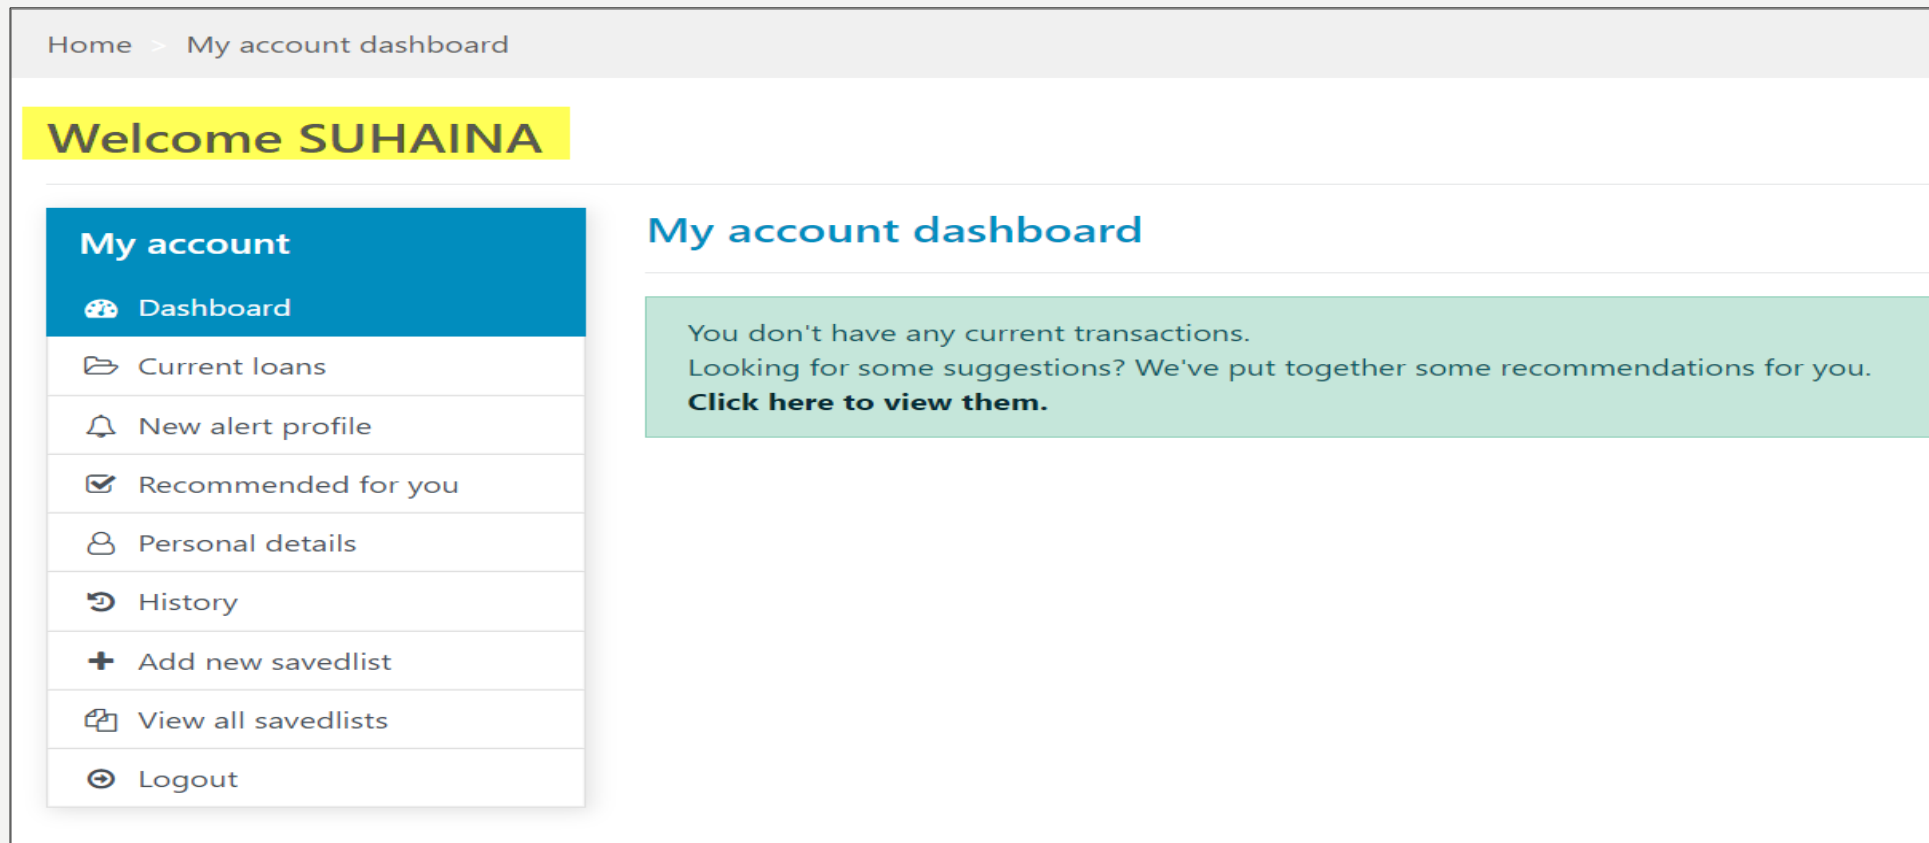 Home > My account dashboard
Welcome SUHAINA
My account
Dashboard
Current loans
New alert profile
Recommended for you
Personal details
History
Add new savedlist
View all savedlists
Logout
My account dashboard
You don't have any current transactions.
Looking for some suggestions? We've put together some recommendations for you.
Click here to view them.